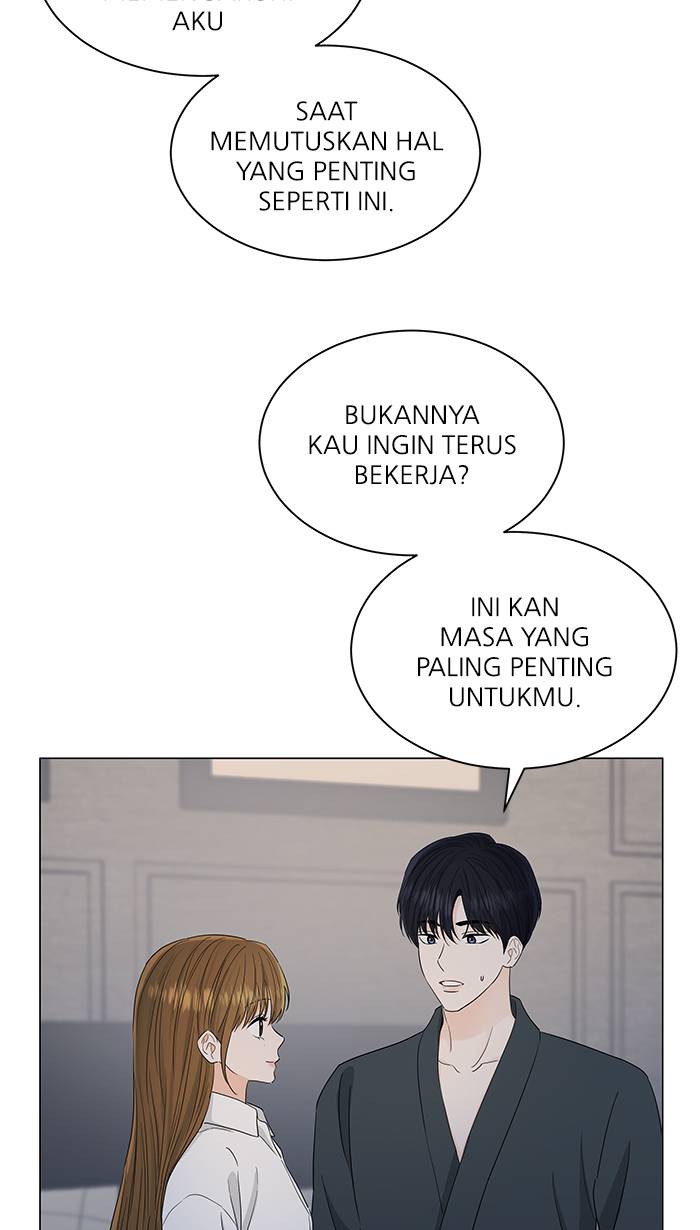 AKU
SAAT
MEMUTUSKAN HAL
YANG PENTING
SEPERTI INI.
BUKANNYA
KAU INGIN TERUS
BEKERJA?
INI KAN
MASA YANG
PALING PENTING
UNTUKMU.